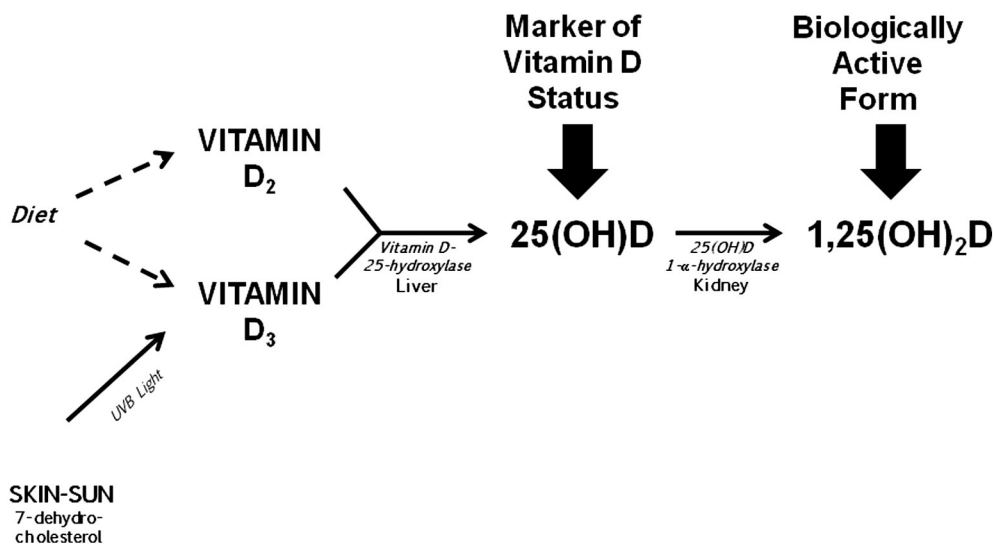 Marker of
Vitamin D
Status
Biologically
Active
Form
VITAMIN
D₂
Diet
25(OH)D
1,25(OH)₂D
Vitamin D-
25-hydroxylase
Liver
25(OH)D
1-α-hydroxylase
Kidney
VITAMIN
D₃
UVB Light
SKIN-SUN
7-dehydro-
cholesterol